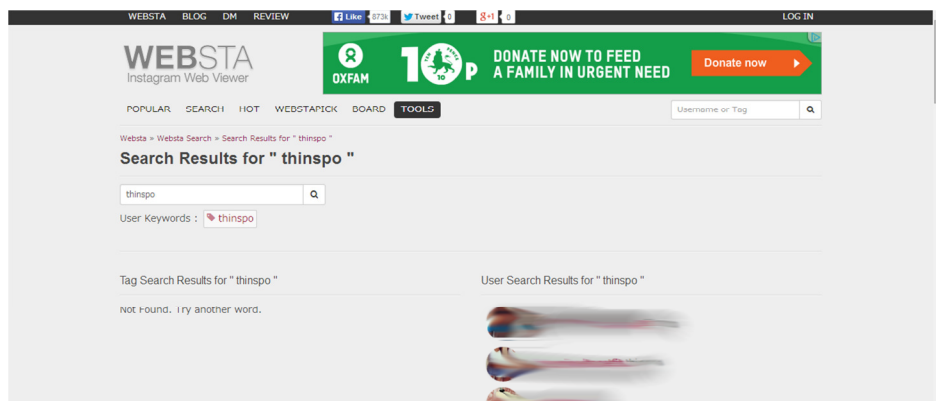 WEBSTA BLOG DM REVIEW Like 873k Tweet 0 g+1 0 LOG IN
WEBSTA
Instagram Web Viewer
OXFAM 10p DONATE NOW TO FEED A FAMILY IN URGENT NEED Donate now
POPULAR SEARCH HOT WEBSTAPICK BOARD TOOLS Username or Tag
Websta » Websta Search » Search Results for " thinspo "
Search Results for " thinspo "
thinspo
User Keywords : thinspo
Tag Search Results for " thinspo " User Search Results for " thinspo "
Not Found. Try another word.